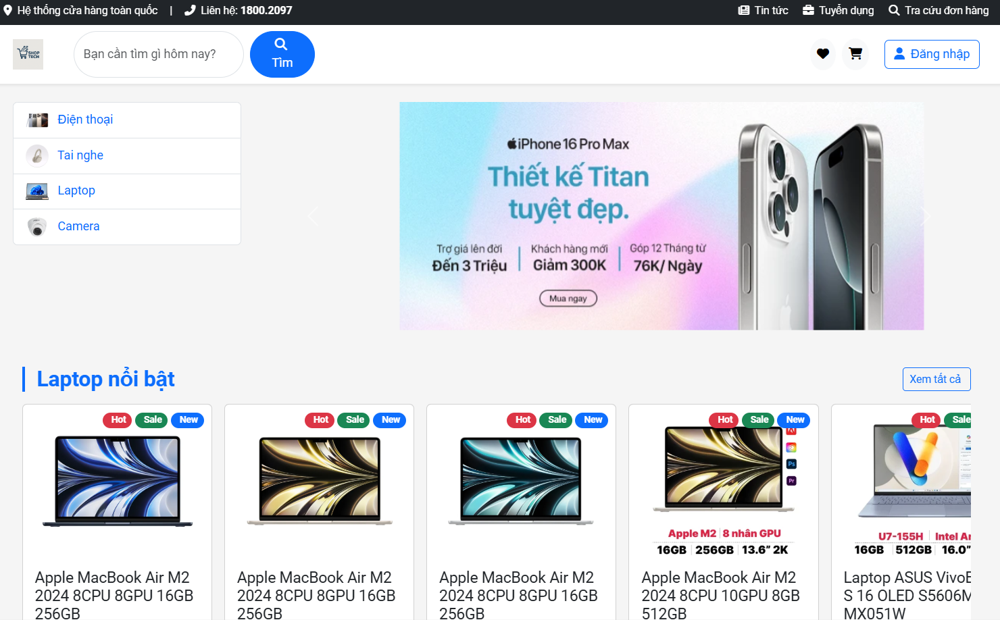 Hệ thống cửa hàng toàn quốc | Liên hệ: 1800.2097
Tin tức Tuyển dụng Tra cứu đơn hàng
SHOP
TECH
Bạn cần tìm gì hôm nay?
Tìm
Đăng nhập
Điện thoại
Tai nghe
Laptop
Camera
iPhone 16 Pro Max
Thiết kế Titan
tuyệt đẹp.
Trợ giá lên đời
Đến 3 Triệu
Khách hàng mới
Giảm 300K
Góp 12 Tháng từ
76K/ Ngày
Mua ngay
Laptop nổi bật
Xem tất cả
Hot Sale New
Apple MacBook Air M2
2024 8CPU 8GPU 16GB
256GB
Hot Sale New
Apple MacBook Air M2
2024 8CPU 8GPU 16GB
256GB
Hot Sale New
Apple MacBook Air M2
2024 8CPU 8GPU 16GB
256GB
Hot Sale New
Ps
Pr
Apple M2 | 8 nhân GPU
16GB | 256GB | 13.6” 2K
Apple MacBook Air M2
2024 8CPU 10GPU 8GB
512GB
Hot Sale
U7-155H | Intel Ar
16GB | 512GB | 16.0”
Laptop ASUS VivoB
S 16 OLED S5606M
MX051W